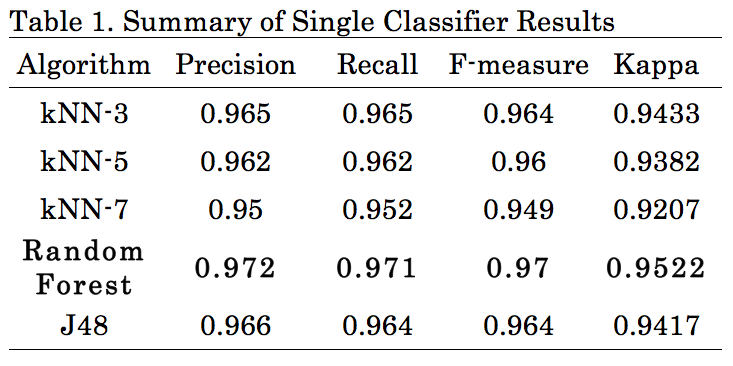 Table 1. Summary of Single Classifier Results
Algorithm Precision Recall F-measure Kappa
kNN-3 0.965 0.965 0.964 0.9433
kNN-5 0.962 0.962 0.96 0.9382
kNN-7 0.95 0.952 0.949 0.9207
Random
Forest 0.972 0.971 0.97 0.9522
J48 0.966 0.964 0.964 0.9417